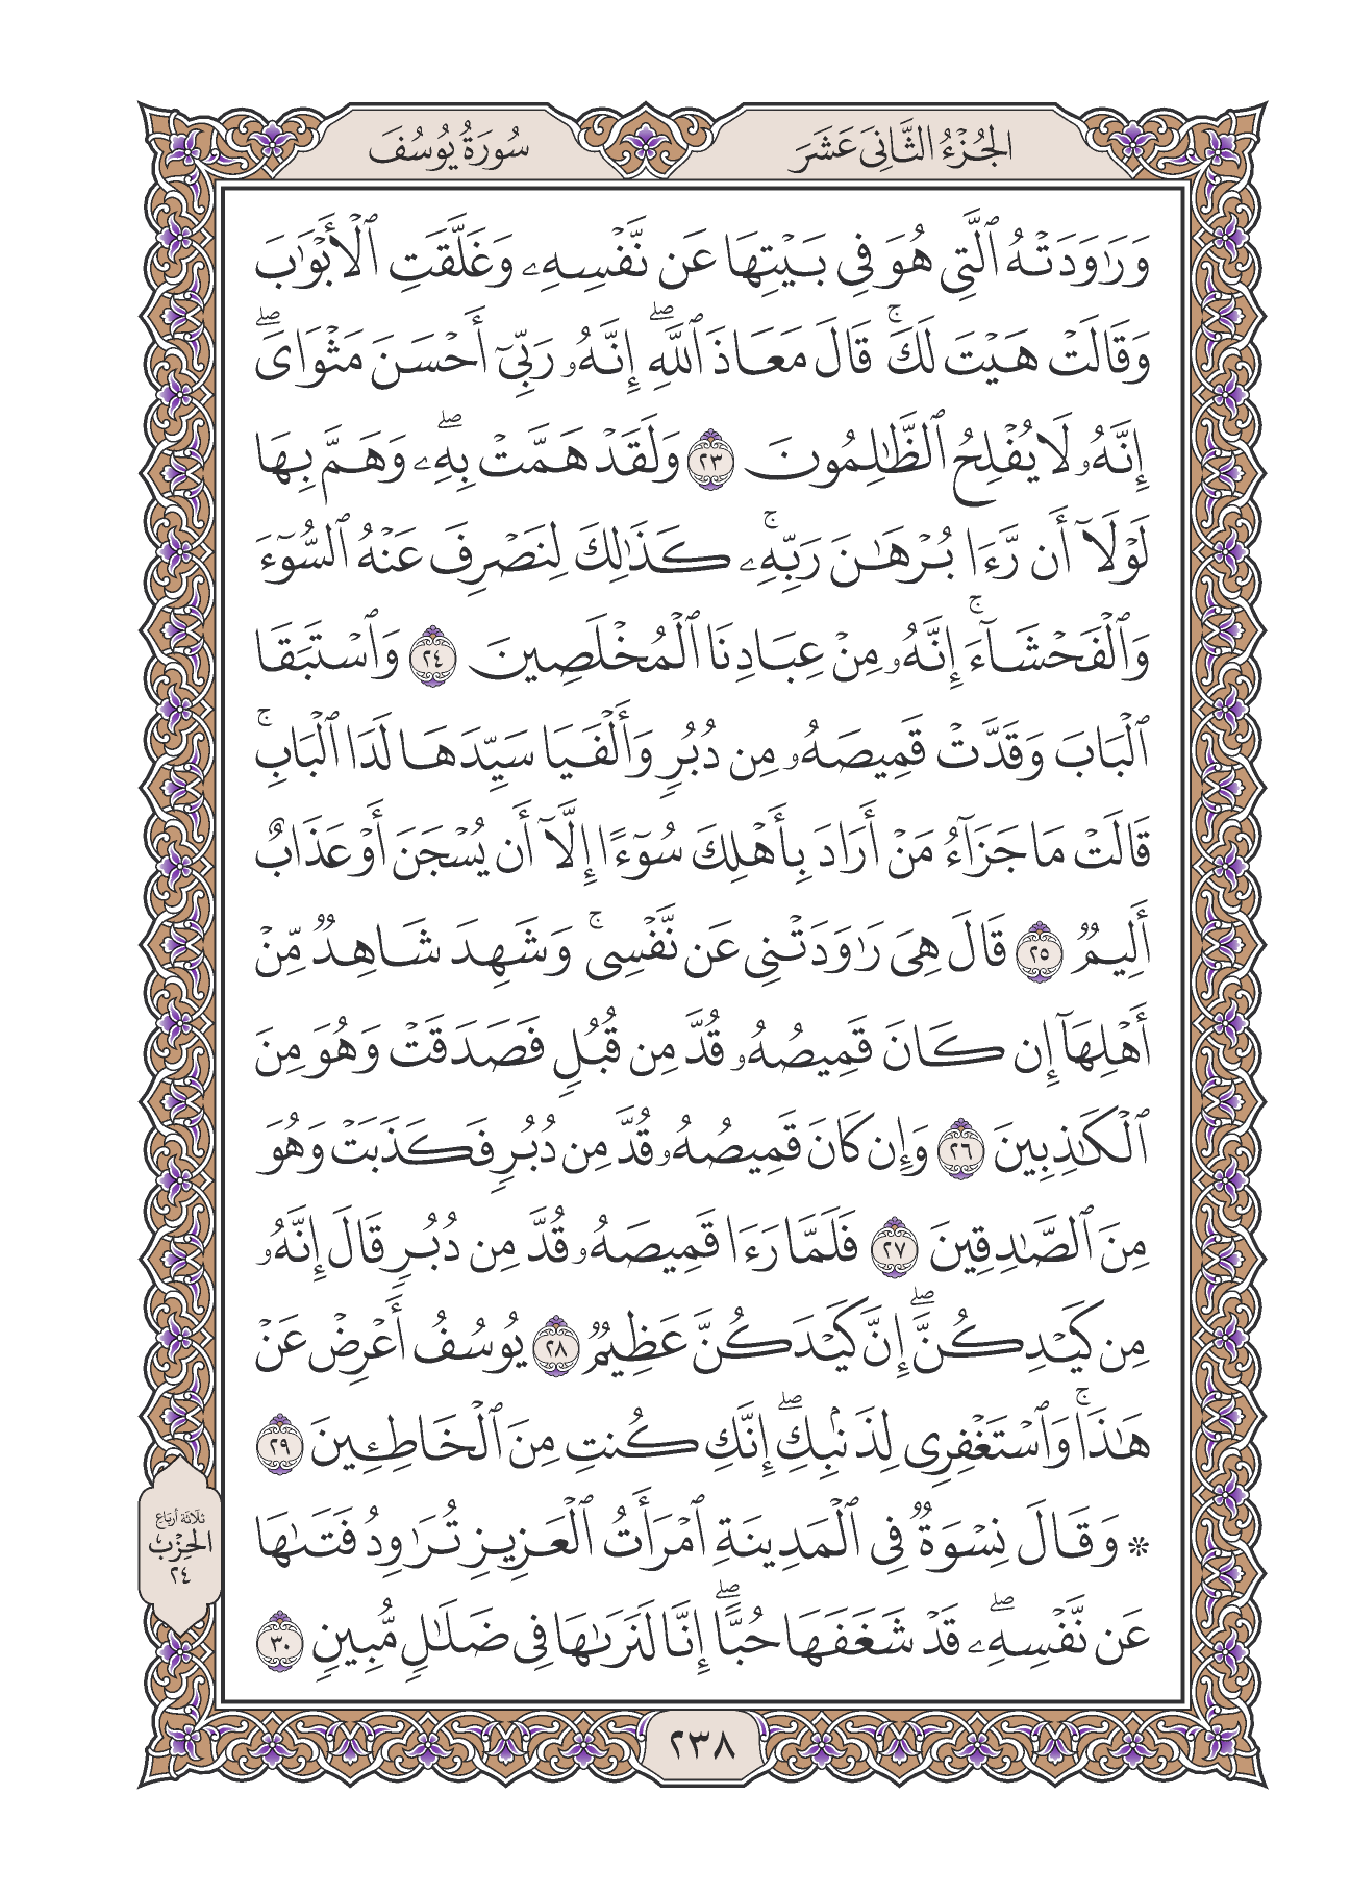 الجُزْءُ الثَّانِىَ عَشَرَ
سُورَةُ يُوسُفَ
وَرَٰوَدَتْهُ ٱلَّتِى هُوَ فِى بَيْتِهَا عَن نَّفْسِهِۦ وَغَلَّقَتِ ٱلْأَبْوَٰبَ
وَقَالَتْ هَيْتَ لَكَ ۚ قَالَ مَعَاذَ ٱللَّهِ ۖ إِنَّهُۥ رَبِّىٓ أَحْسَنَ مَثْوَاىَ ۖ
إِنَّهُۥ لَا يُفْلِحُ ٱلظَّٰلِمُونَ ٢٣ وَلَقَدْ هَمَّتْ بِهِۦ ۖ وَهَمَّ بِهَا
لَوْلَآ أَن رَّءَا بُرْهَٰنَ رَبِّهِۦ ۚ كَذَٰلِكَ لِنَصْرِفَ عَنْهُ ٱلسُّوٓءَ
وَٱلْفَحْشَآءَ ۚ إِنَّهُۥ مِنْ عِبَادِنَا ٱلْمُخْلَصِينَ ٢٤ وَٱسْتَبَقَا
ٱلْبَابَ وَقَدَّتْ قَمِيصَهُۥ مِن دُبُرٍ وَأَلْفَيَا سَيِّدَهَا لَدَا ٱلْبَابِ ۚ
قَالَتْ مَا جَزَآءُ مَنْ أَرَادَ بِأَهْلِكَ سُوٓءًا إِلَّآ أَن يُسْجَنَ أَوْ عَذَابٌ
أَلِيمٌ ٢٥ قَالَ هِىَ رَٰوَدَتْنِى عَن نَّفْسِى ۚ وَشَهِدَ شَاهِدٌ مِّنْ
أَهْلِهَآ إِن كَانَ قَمِيصُهُۥ قُدَّ مِن قُبُلٍ فَصَدَقَتْ وَهُوَ مِنَ
ٱلْكَٰذِبِينَ ٢٦ وَإِن كَانَ قَمِيصُهُۥ قُدَّ مِن دُبُرٍ فَكَذَبَتْ وَهُوَ
مِنَ ٱلصَّٰدِقِينَ ٢٧ فَلَمَّا رَءَا قَمِيصَهُۥ قُدَّ مِن دُبُرٍ قَالَ إِنَّهُۥ
مِن كَيْدِكُنَّ ۖ إِنَّ كَيْدَكُنَّ عَظِيمٌ ٢٨ يُوسُفُ أَعْرِضْ عَنْ
هَٰذَا ۚ وَٱسْتَغْفِرِى لِذَنۢبِكِ ۖ إِنَّكِ كُنتِ مِنَ ٱلْخَاطِـِٔينَ ٢٩
۞ وَقَالَ نِسْوَةٌ فِى ٱلْمَدِينَةِ ٱمْرَأَتُ ٱلْعَزِيزِ تُرَٰوِدُ فَتَىٰهَا
عَن نَّفْسِهِۦ ۖ قَدْ شَغَفَهَا حُبًّا ۖ إِنَّا لَنَرَىٰهَا فِى ضَلَٰلٍ مُّبِينٍ ٣٠
ثلاثة أرباع
الحِزْب
٢٤
٢٣٨